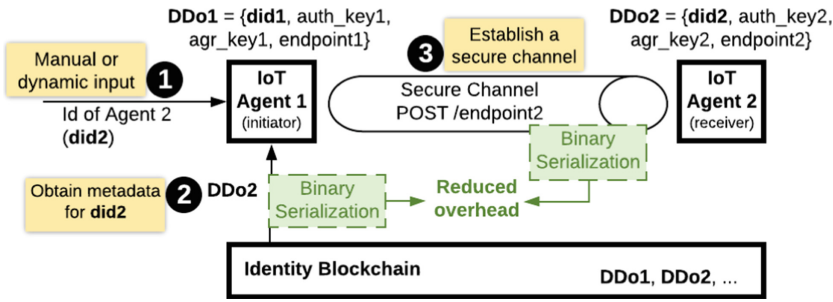 DDo1 = {did1, auth_key1,
agr_key1, endpoint1}
DDo2 = {did2, auth_key2,
agr_key2, endpoint2}
Manual or
dynamic input
1
Id of Agent 2
(did2)
IoT
Agent 1
(initiator)
3
Establish a
secure channel
Secure Channel
POST /endpoint2
IoT
Agent 2
(receiver)
Binary
Serialization
Obtain metadata
for did2
2
DDo2
Binary
Serialization
Reduced
overhead
Identity Blockchain
DDo1, DDo2, ...